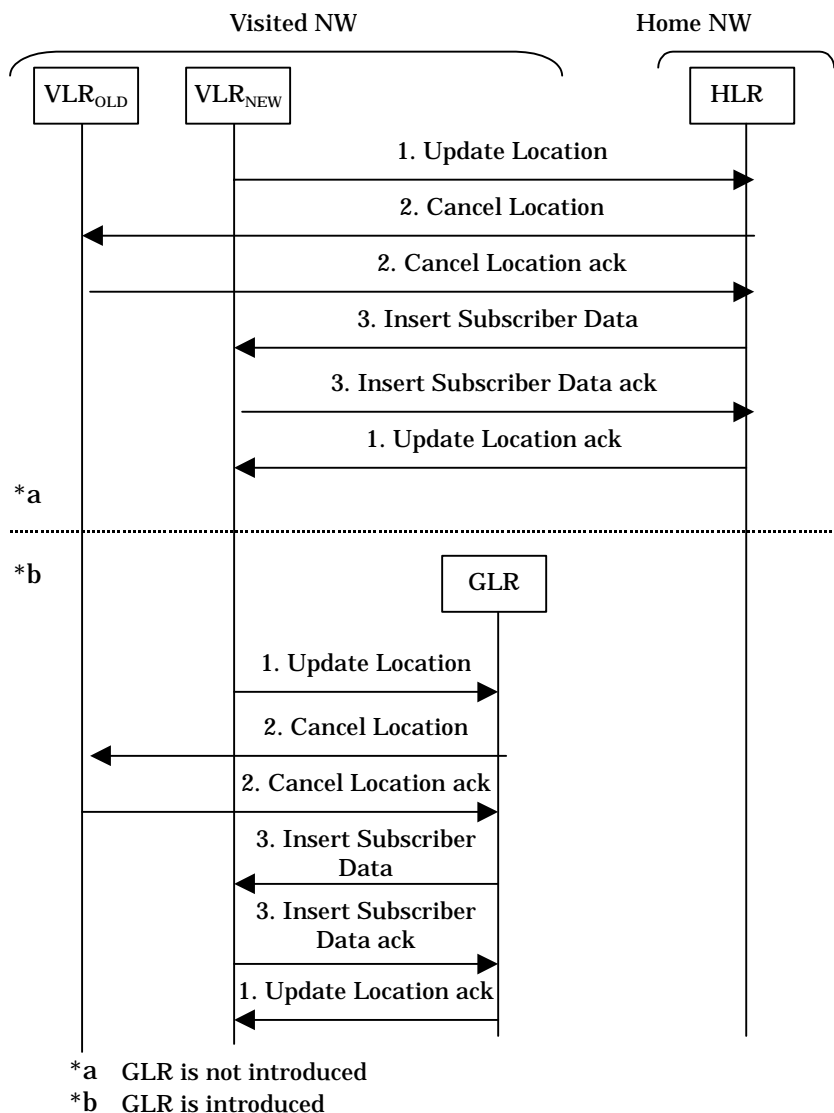 Visited NW Home NW
VLR_OLD VLR_NEW HLR
1. Update Location
2. Cancel Location
2. Cancel Location ack
3. Insert Subscriber Data
3. Insert Subscriber Data ack
1. Update Location ack
*a
*b
GLR
1. Update Location
2. Cancel Location
2. Cancel Location ack
3. Insert Subscriber
Data
3. Insert Subscriber
Data ack
1. Update Location ack
*a GLR is not introduced
*b GLR is introduced